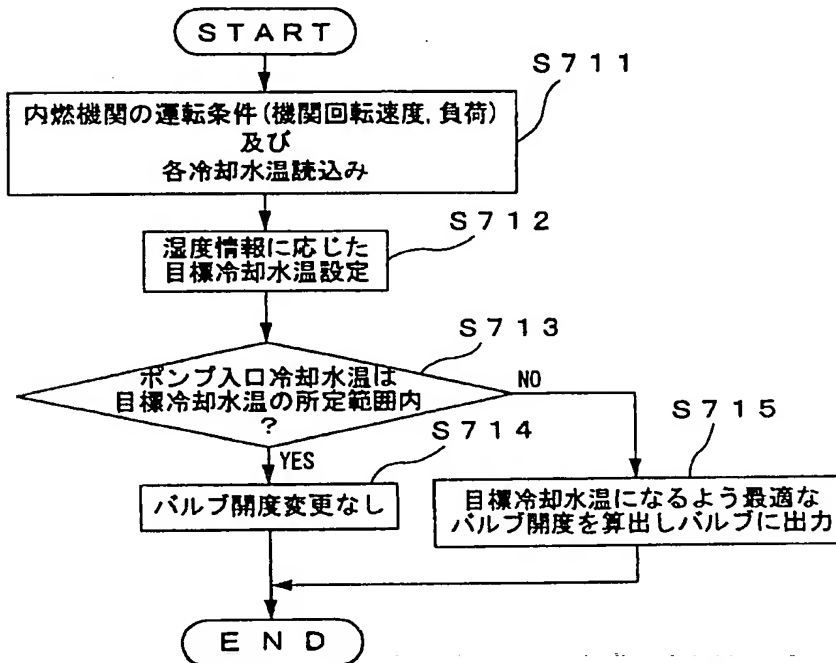 START
S711
内燃機関の運転条件(機関回転速度,負荷)
及び
各冷却水温読込み
S712
湿度情報に応じた
目標冷却水温設定
S713
ポンプ入口冷却水温は
目標冷却水温の所定範囲内
?
NO
YES
S714
バルブ開度変更なし
S715
目標冷却水温になるよう最適な
バルブ開度を算出しバルブに出力
END